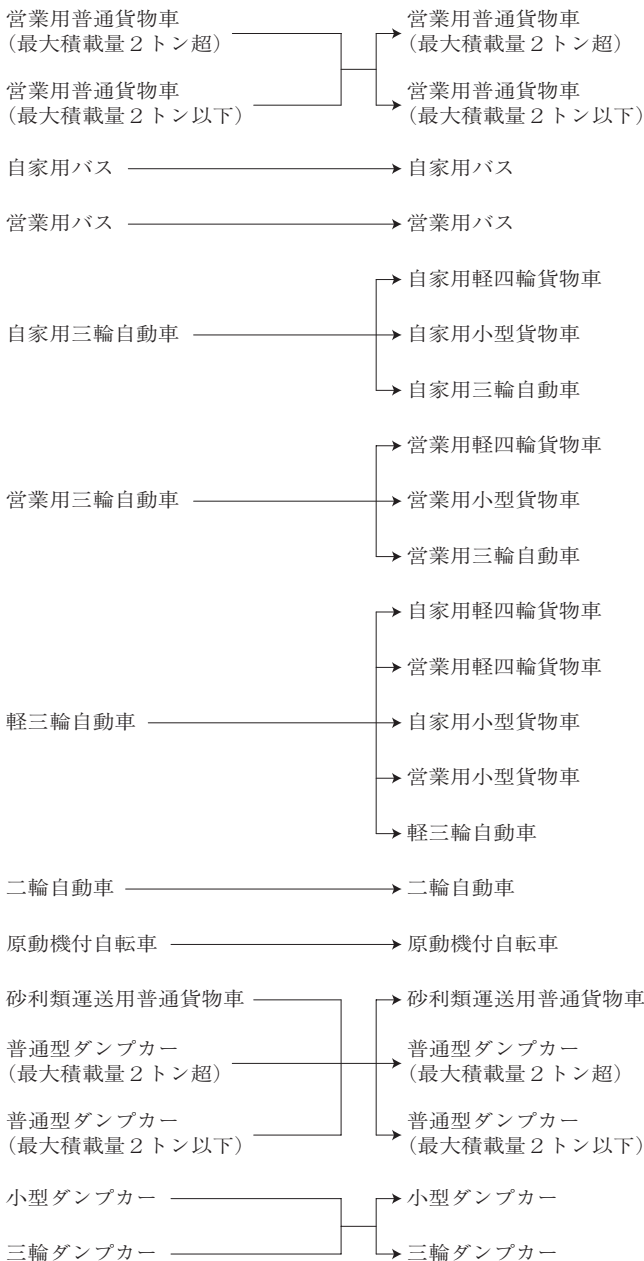 営業用普通貨物車
(最大積載量2トン超)
営業用普通貨物車
(最大積載量2トン超)
営業用普通貨物車
(最大積載量2トン以下)
営業用普通貨物車
(最大積載量2トン以下)
自家用バス
自家用バス
営業用バス
営業用バス
自家用三輪自動車
自家用軽四輪貨物車
自家用小型貨物車
自家用三輪自動車
営業用三輪自動車
営業用軽四輪貨物車
営業用小型貨物車
営業用三輪自動車
軽三輪自動車
自家用軽四輪貨物車
営業用軽四輪貨物車
自家用小型貨物車
営業用小型貨物車
軽三輪自動車
二輪自動車
二輪自動車
原動機付自転車
原動機付自転車
砂利類運送用普通貨物車
砂利類運送用普通貨物車
普通型ダンプカー
(最大積載量2トン超)
普通型ダンプカー
(最大積載量2トン超)
普通型ダンプカー
(最大積載量2トン以下)
普通型ダンプカー
(最大積載量2トン以下)
小型ダンプカー
小型ダンプカー
三輪ダンプカー
三輪ダンプカー